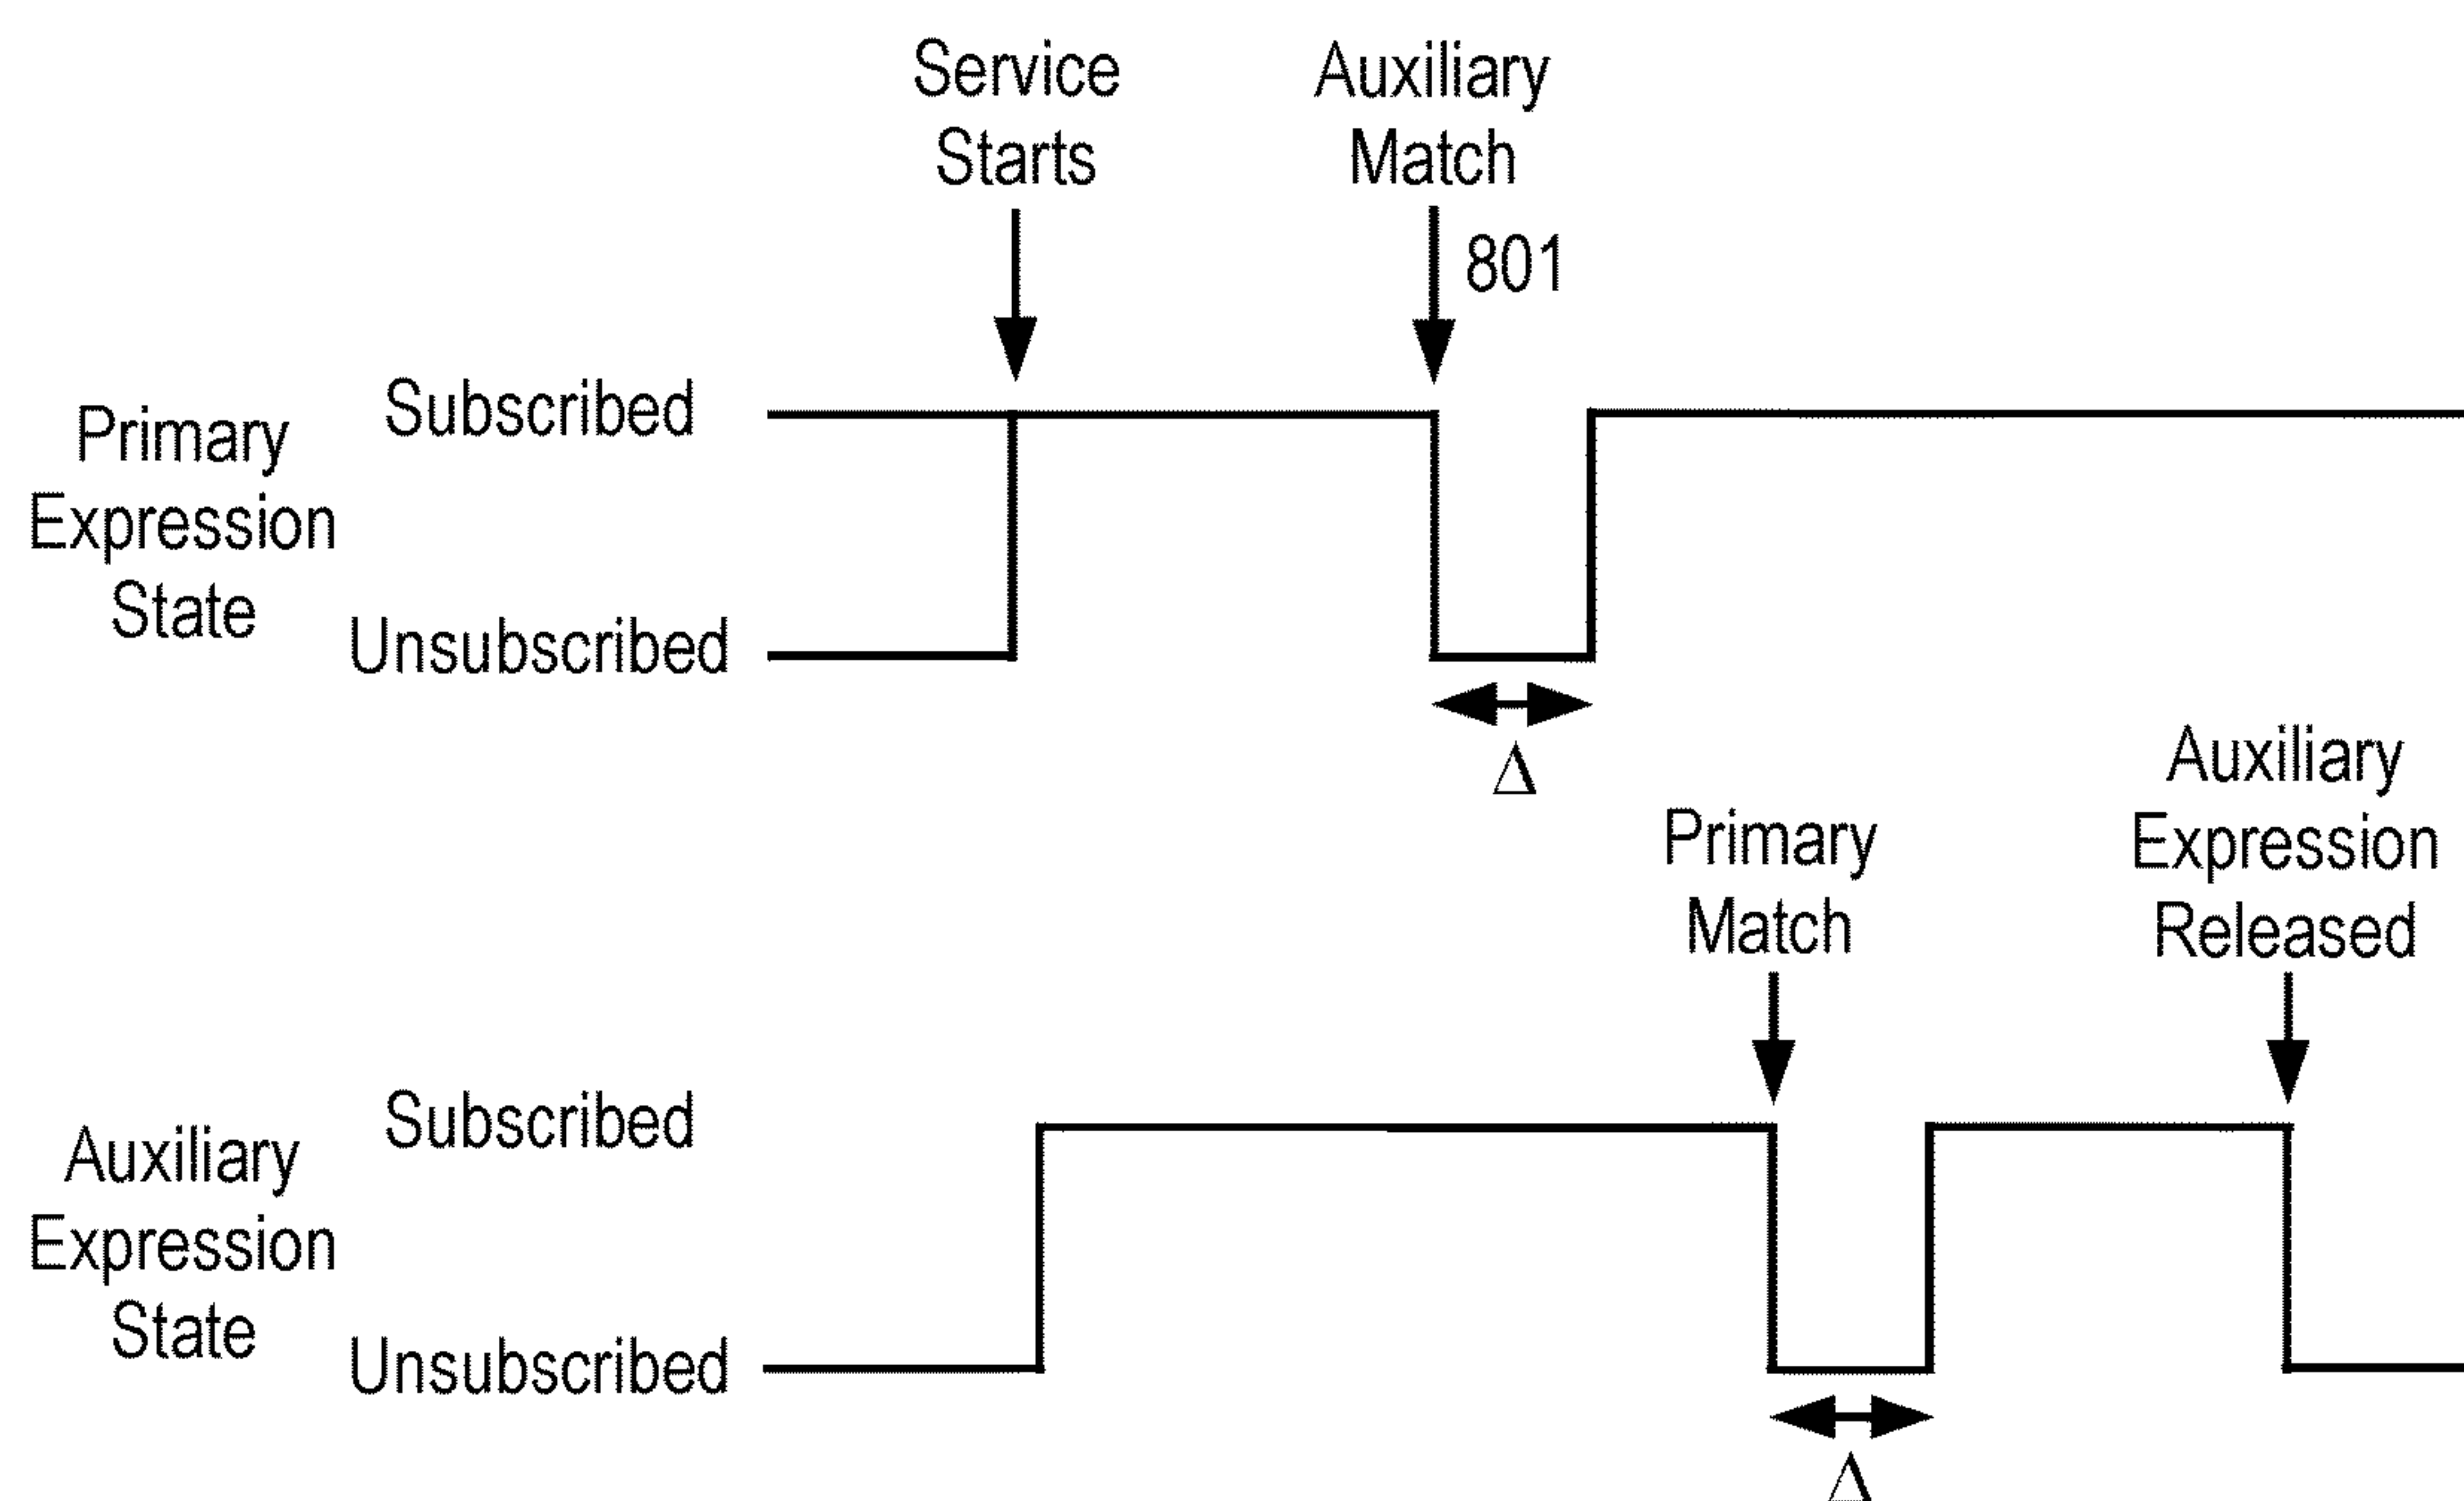 Service
Starts
Auxiliary
Match
801
Primary
Expression
State
Subscribed
Unsubscribed
Δ
Primary
Match
Auxiliary
Expression
Released
Auxiliary
Expression
State
Subscribed
Unsubscribed
Δ